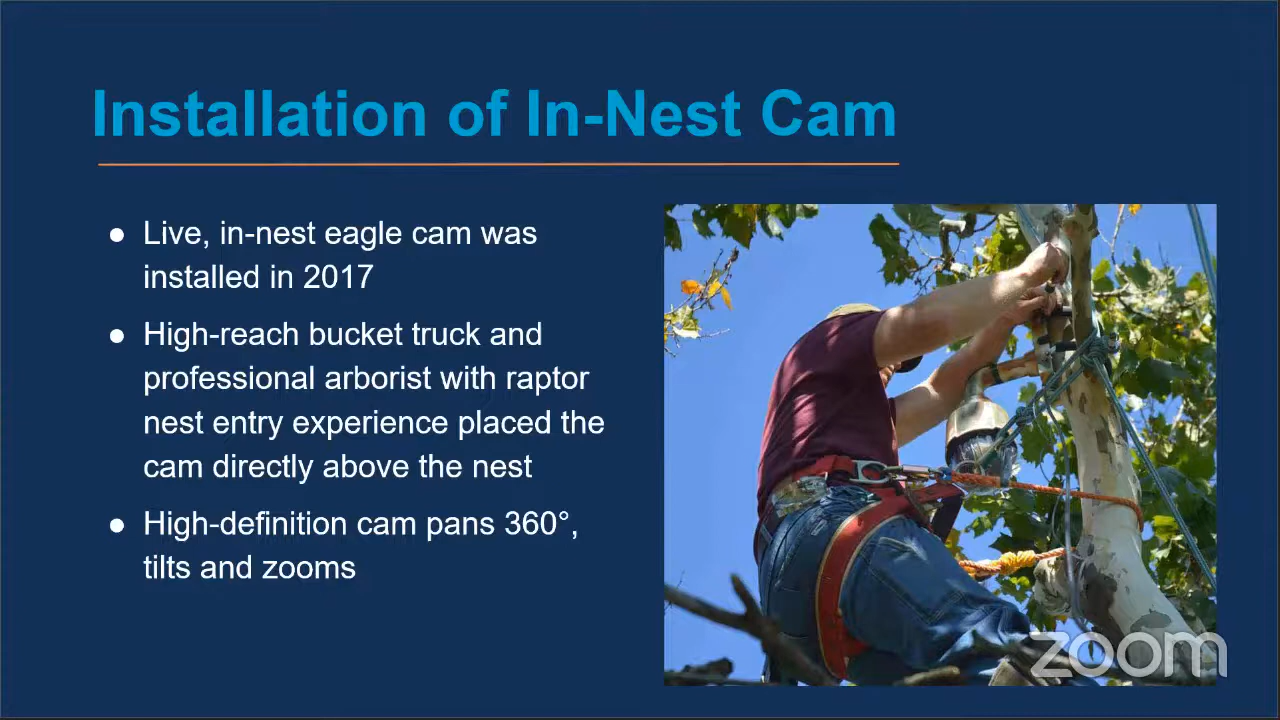 Installation of In-Nest Cam
● Live, in-nest eagle cam was
installed in 2017
● High-reach bucket truck and
professional arborist with raptor
nest entry experience placed the
cam directly above the nest
● High-definition cam pans 360°,
tilts and zooms
zoom